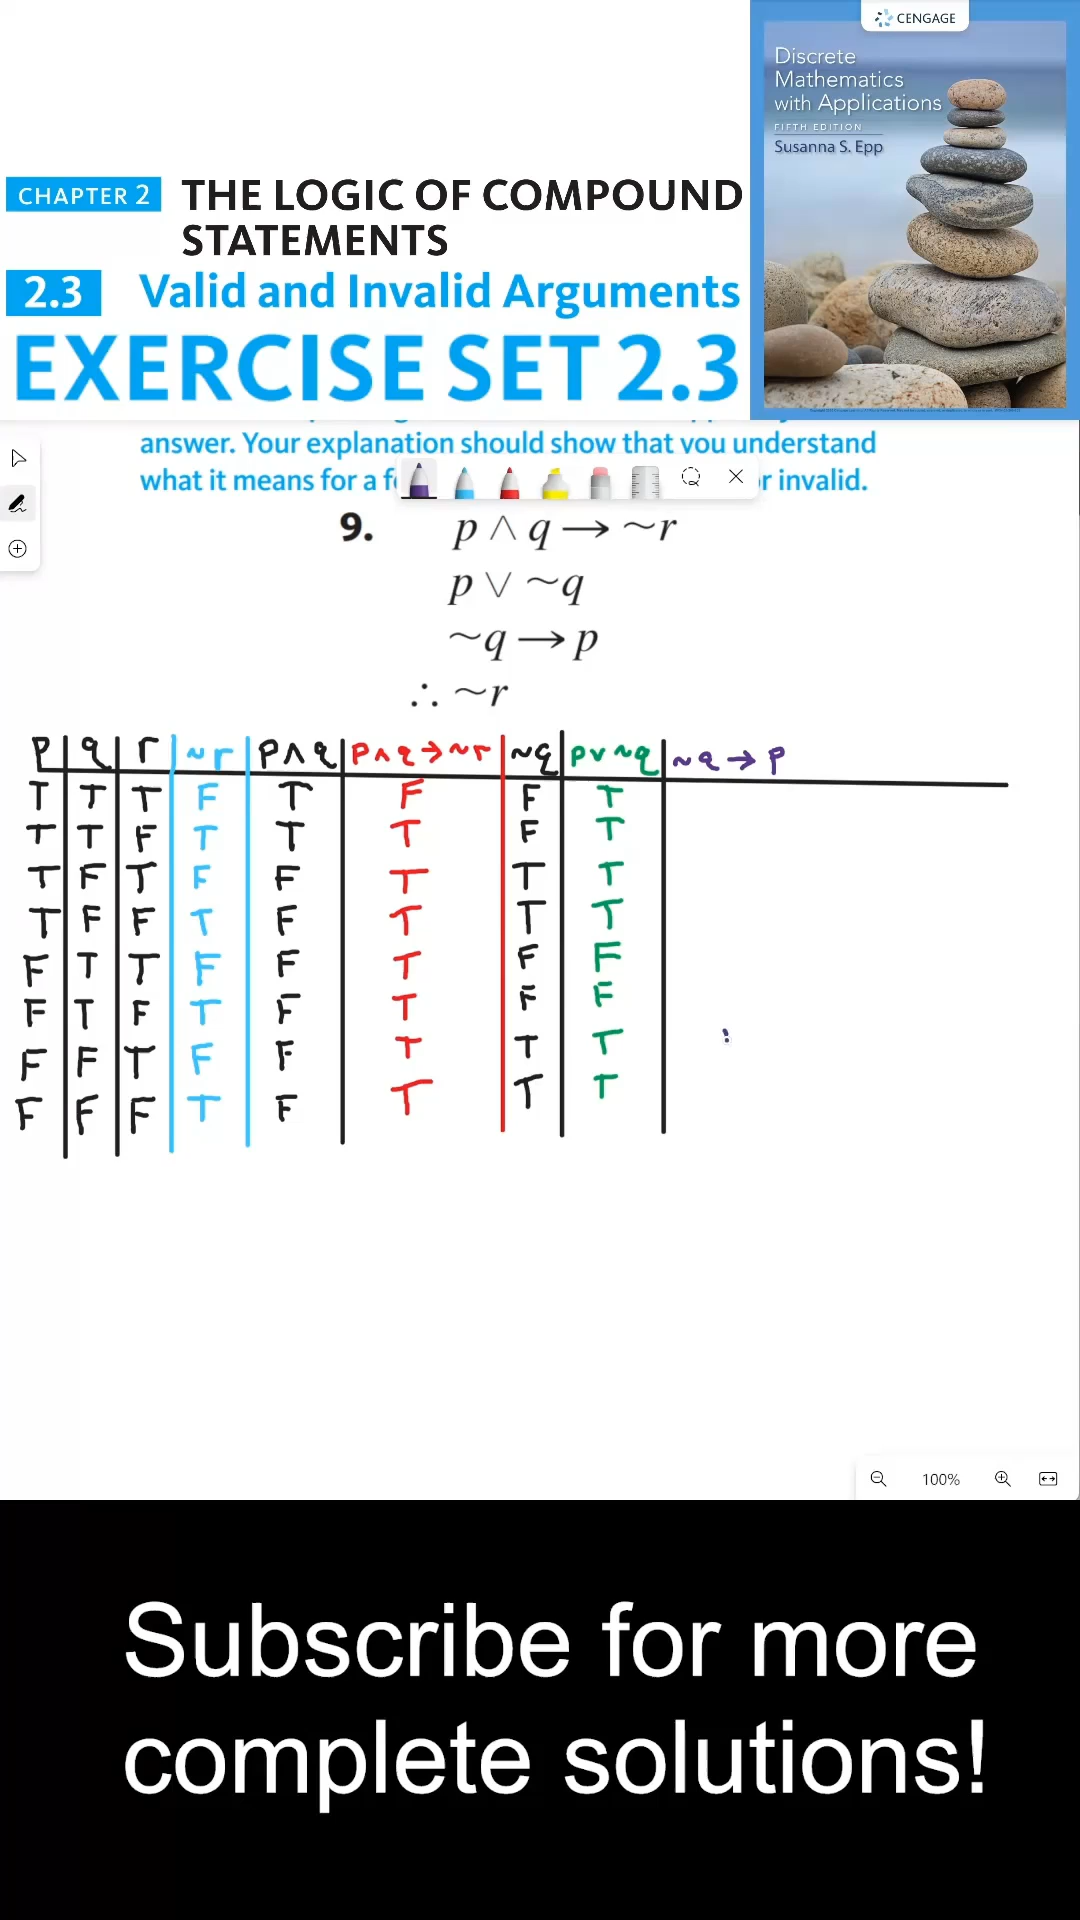 CENGAGE
Discrete
Mathematics
with Applications
FIFTH EDITION
Susanna S. Epp
CHAPTER 2 THE LOGIC OF COMPOUND
STATEMENTS
2.3 Valid and Invalid Arguments
EXERCISE SET 2.3
answer. Your explanation should show that you understand
what it means for a f r invalid.
9. p ∧ q → ~r
p ∨ ~q
~q → p
∴ ~r
p q r ~r p∧q p∧q→~r ~q p∨~q ~q→p
T T T F T F F T
T T F T T T F T
T F T F F T T T
T F F T F T T T
F T T F F T F F
F T F T F T F F
F F T F F T T T
F F F T F T T T
100%
Subscribe for more
complete solutions!